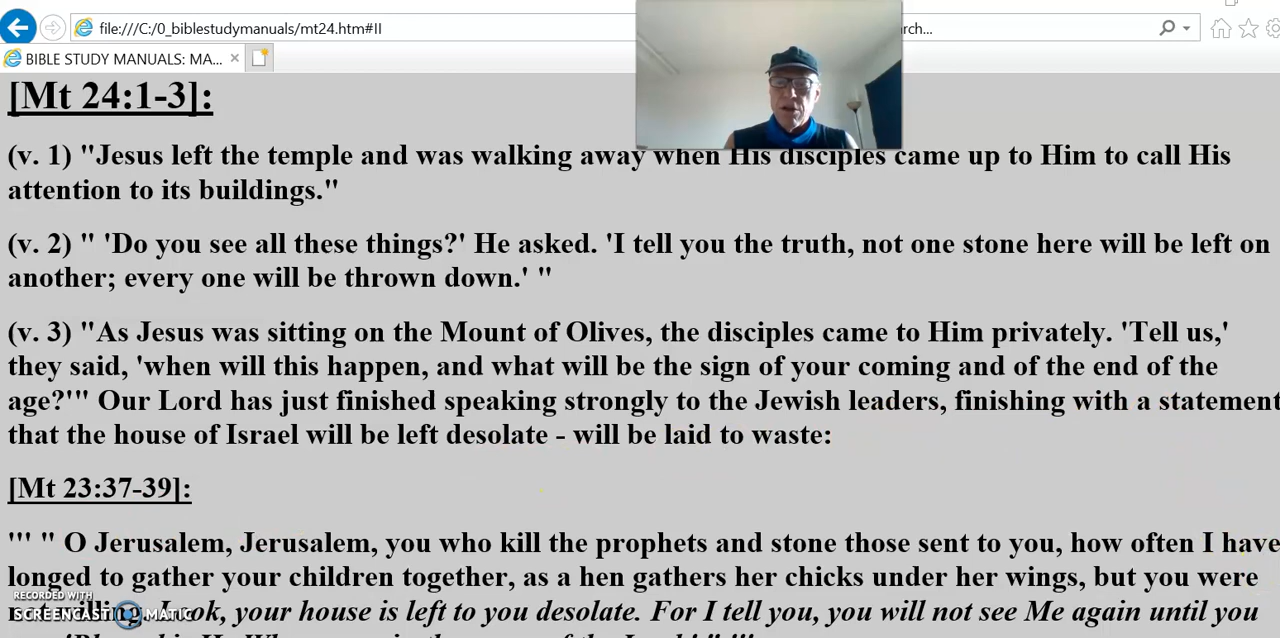 file:///C:/0_biblestudymanuals/mt24.htm#II
rch...
BIBLE STUDY MANUALS: MA...
[Mt 24:1-3]:
(v. 1) "Jesus left the temple and was walking away when His disciples came up to Him to call His
attention to its buildings."
(v. 2) " 'Do you see all these things?' He asked. 'I tell you the truth, not one stone here will be left on
another; every one will be thrown down.' "
(v. 3) "As Jesus was sitting on the Mount of Olives, the disciples came to Him privately. 'Tell us,'
they said, 'when will this happen, and what will be the sign of your coming and of the end of the
age?'" Our Lord has just finished speaking strongly to the Jewish leaders, finishing with a statement
that the house of Israel will be left desolate - will be laid to waste:
[Mt 23:37-39]:
''' " O Jerusalem, Jerusalem, you who kill the prophets and stone those sent to you, how often I have
longed to gather your children together, as a hen gathers her chicks under her wings, but you were
RECORDED WITH
your house is left to you desolate. For I tell you, you will not see Me again until you
SCREENCAST MATIC